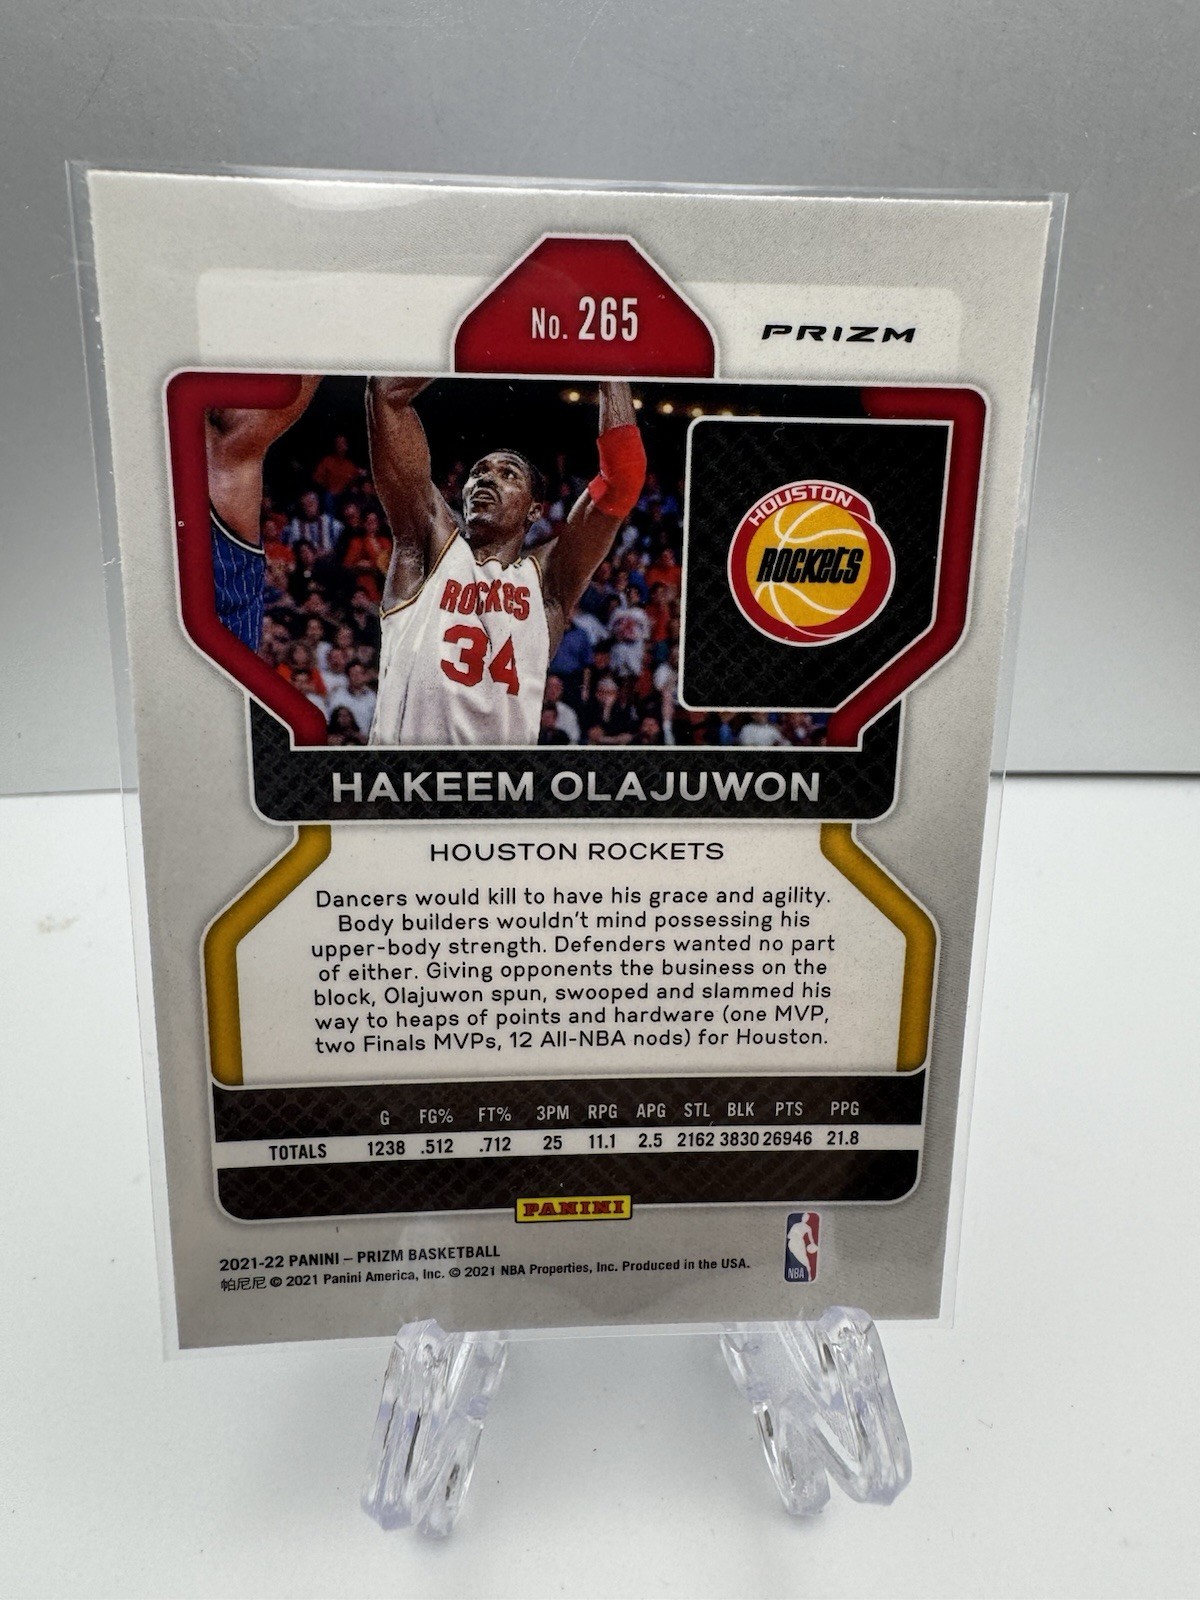 No. 265
PRIZM
HOUSTON
ROCKETS
ROCKETS
34
HAKEEM OLAJUWON
HOUSTON ROCKETS
Dancers would kill to have his grace and agility.
Body builders wouldn't mind possessing his
upper-body strength. Defenders wanted no part
of either. Giving opponents the business on the
block, Olajuwon spun, swooped and slammed his
way to heaps of points and hardware (one MVP,
two Finals MVPs, 12 All-NBA nods) for Houston.
G FG% FT% 3PM RPG APG STL BLK PTS PPG
TOTALS 1238 .512 .712 25 11.1 2.5 2162 3830 26946 21.8
PANINI
2021-22 PANINI – PRIZM BASKETBALL
帕尼尼 © 2021 Panini America, Inc. © 2021 NBA Properties, Inc. Produced in the USA.
NBA